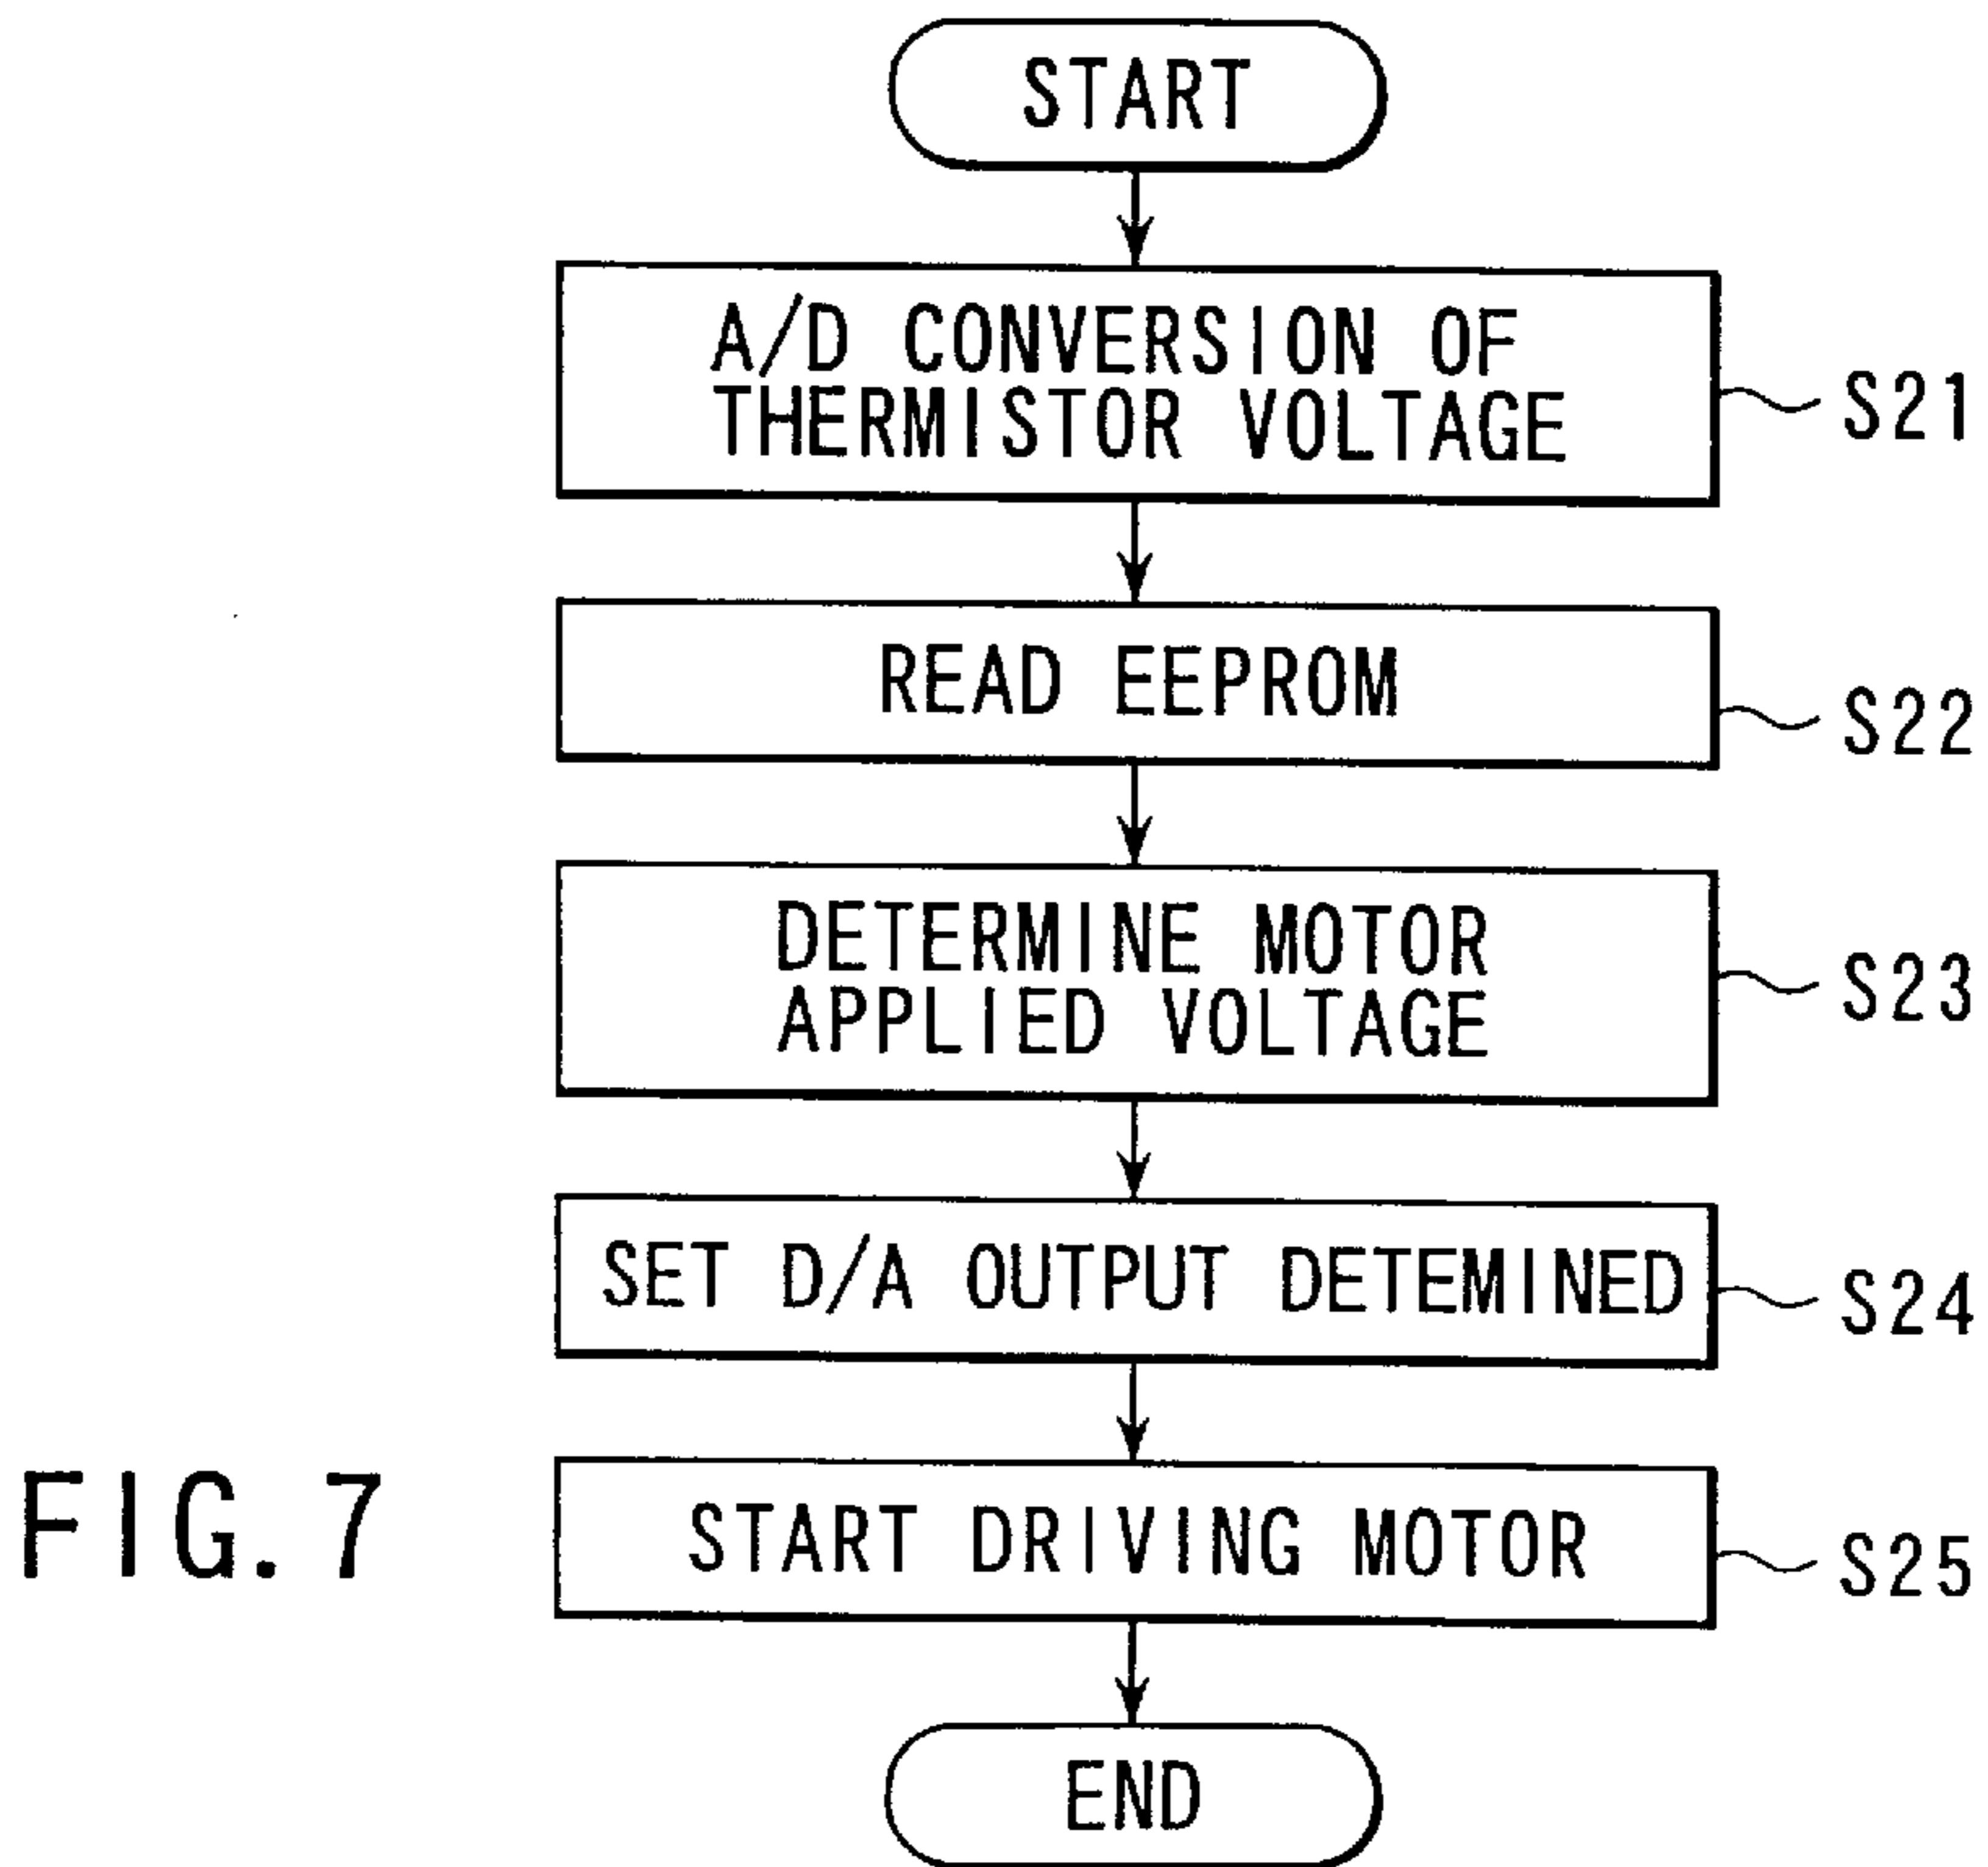 START
A/D CONVERSION OF
THERMISTOR VOLTAGE
S21
READ EEPROM
S22
DETERMINE MOTOR
APPLIED VOLTAGE
S23
SET D/A OUTPUT DETEMINED
S24
START DRIVING MOTOR
S25
END
FIG. 7